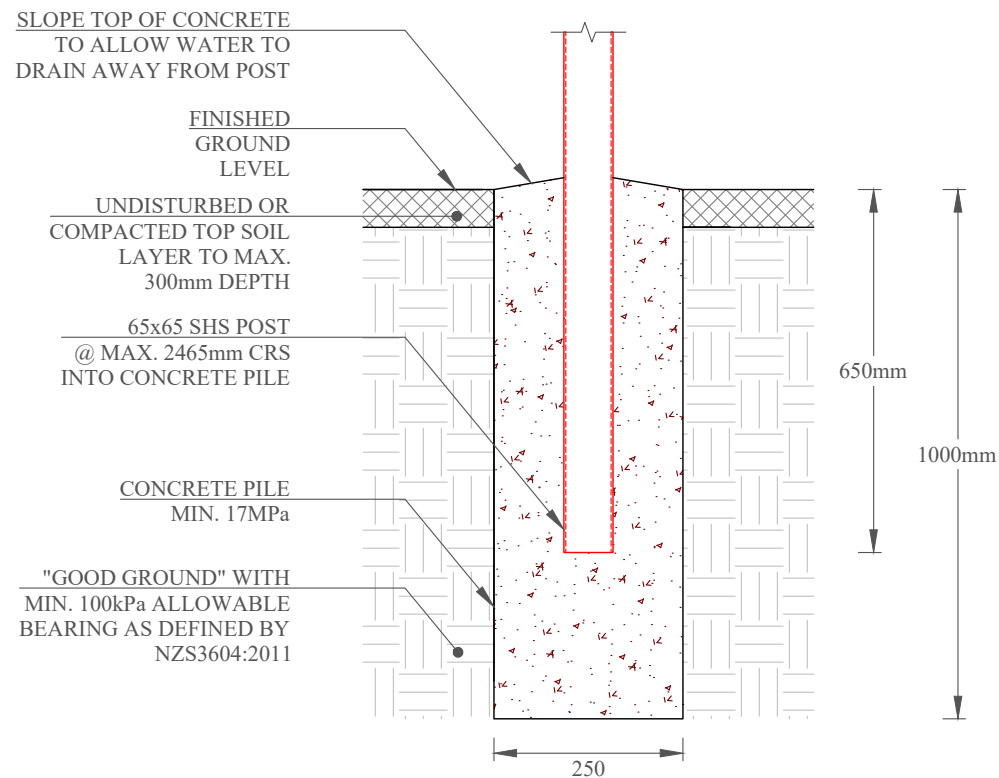 SLOPE TOP OF CONCRETE
TO ALLOW WATER TO
DRAIN AWAY FROM POST
FINISHED
GROUND
LEVEL
UNDISTURBED OR
COMPACTED TOP SOIL
LAYER TO MAX.
300mm DEPTH
65x65 SHS POST
@ MAX. 2465mm CRS
INTO CONCRETE PILE
CONCRETE PILE
MIN. 17MPa
"GOOD GROUND" WITH
MIN. 100kPa ALLOWABLE
BEARING AS DEFINED BY
NZS3604:2011
650mm
1000mm
250